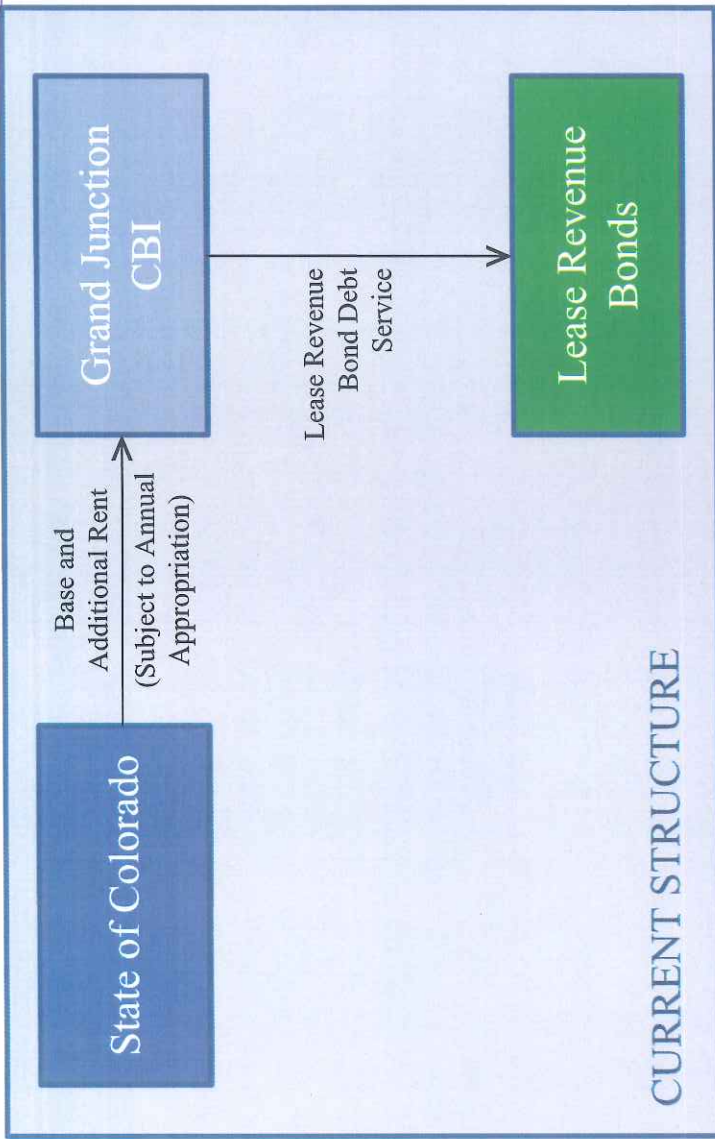 State of Colorado
Base and
Additional Rent
(Subject to Annual
Appropriation)
Grand Junction
CBI
Lease Revenue
Bond Debt
Service
Lease Revenue
Bonds
CURRENT STRUCTURE